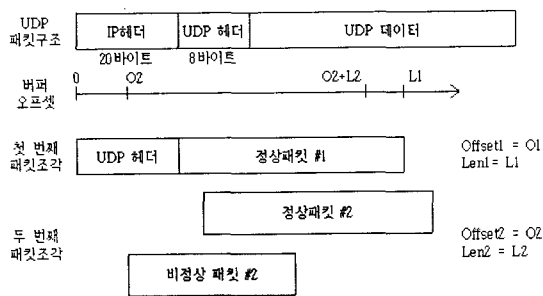 UDP
패킷구조
IP헤더
UDP 헤더
UDP 데이터
20바이트
8바이트
버퍼
오프셋
0
O2
O2+L2
L1
첫 번째
패킷조각
UDP 헤더
정상패킷 #1
Offset1 = O1
Len1= L1
정상패킷 #2
두 번째
패킷조각
Offset2 = O2
Len2 = L2
비정상 패킷 #2